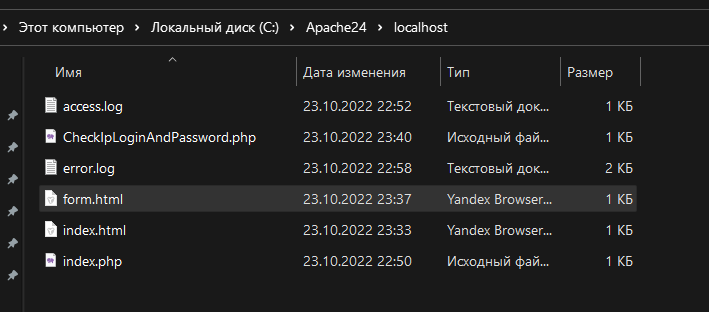 Этот компьютер > Локальный диск (C:) > Apache24 > localhost
Имя Дата изменения Тип Размер
access.log 23.10.2022 22:52 Текстовый док... 1 КБ
CheckIpLoginAndPassword.php 23.10.2022 23:40 Исходный фай... 1 КБ
error.log 23.10.2022 22:58 Текстовый док... 2 КБ
form.html 23.10.2022 23:37 Yandex Browser... 1 КБ
index.html 23.10.2022 23:33 Yandex Browser... 1 КБ
index.php 23.10.2022 22:50 Исходный фай... 1 КБ